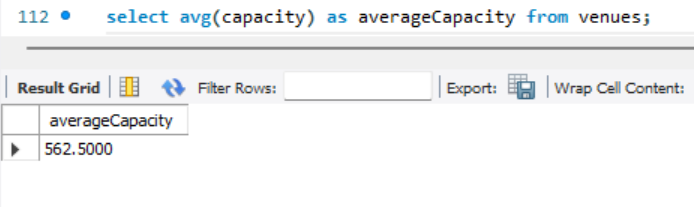 112 select avg(capacity) as averageCapacity from venues;
Result Grid Filter Rows: Export: Wrap Cell Content:
averageCapacity
562.5000